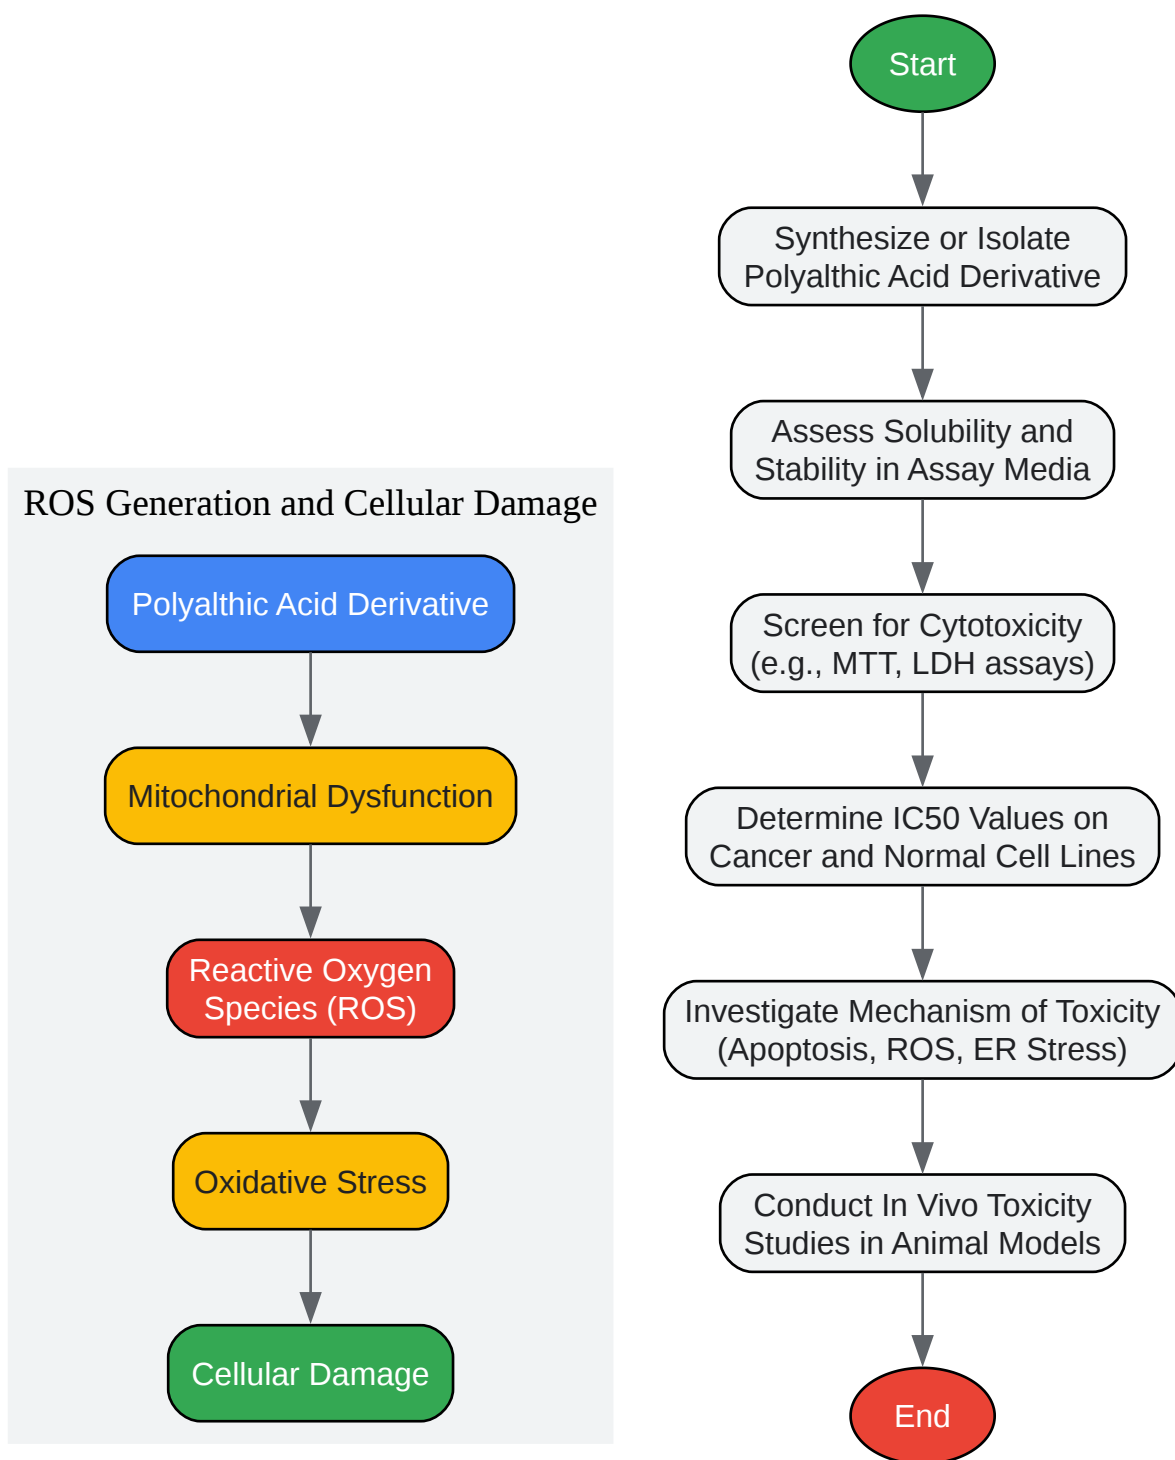 ROS Generation and Cellular Damage
Polyalthic Acid Derivative
Mitochondrial Dysfunction
Reactive Oxygen
Species (ROS)
Oxidative Stress
Cellular Damage
Start
Synthesize or Isolate
Polyalthic Acid Derivative
Assess Solubility and
Stability in Assay Media
Screen for Cytotoxicity
(e.g., MTT, LDH assays)
Determine IC50 Values on
Cancer and Normal Cell Lines
Investigate Mechanism of Toxicity
(Apoptosis, ROS, ER Stress)
Conduct In Vivo Toxicity
Studies in Animal Models
End